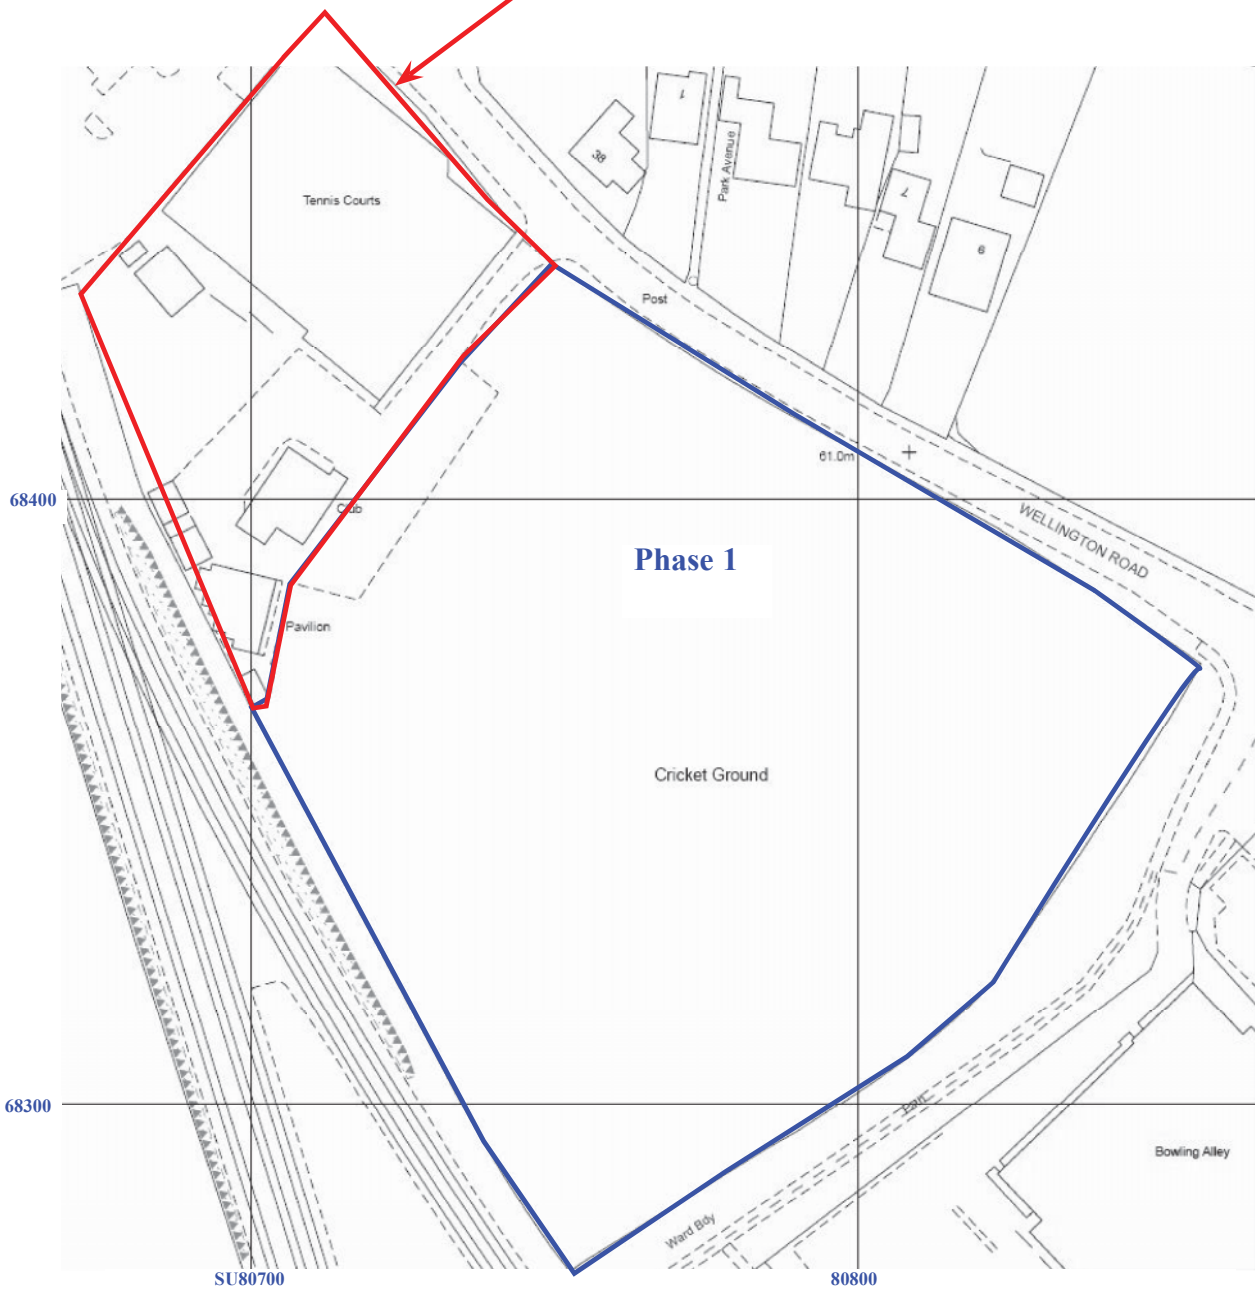 1
38
Park Avenue
Tennis Courts
7
9
Post
61.0m
68400
Club
WELLINGTON ROAD
Phase 1
Pavilion
Cricket Ground
68300
Path
Bowling Alley
Ward Bdy
SU80700
80800